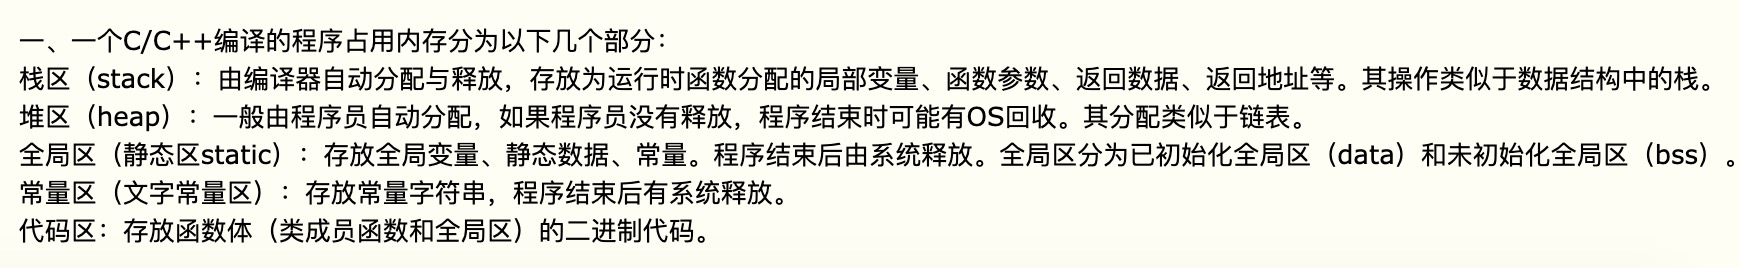 一、一个C/C++编译的程序占用内存分为以下几个部分：
栈区（stack）：由编译器自动分配与释放，存放为运行时函数分配的局部变量、函数参数、返回数据、返回地址等。其操作类似于数据结构中的栈。
堆区（heap）：一般由程序员自动分配，如果程序员没有释放，程序结束时可能有OS回收。其分配类似于链表。
全局区（静态区static）：存放全局变量、静态数据、常量。程序结束后由系统释放。全局区分为已初始化全局区（data）和未初始化全局区（bss）。
常量区（文字常量区）：存放常量字符串，程序结束后有系统释放。
代码区：存放函数体（类成员函数和全局区）的二进制代码。